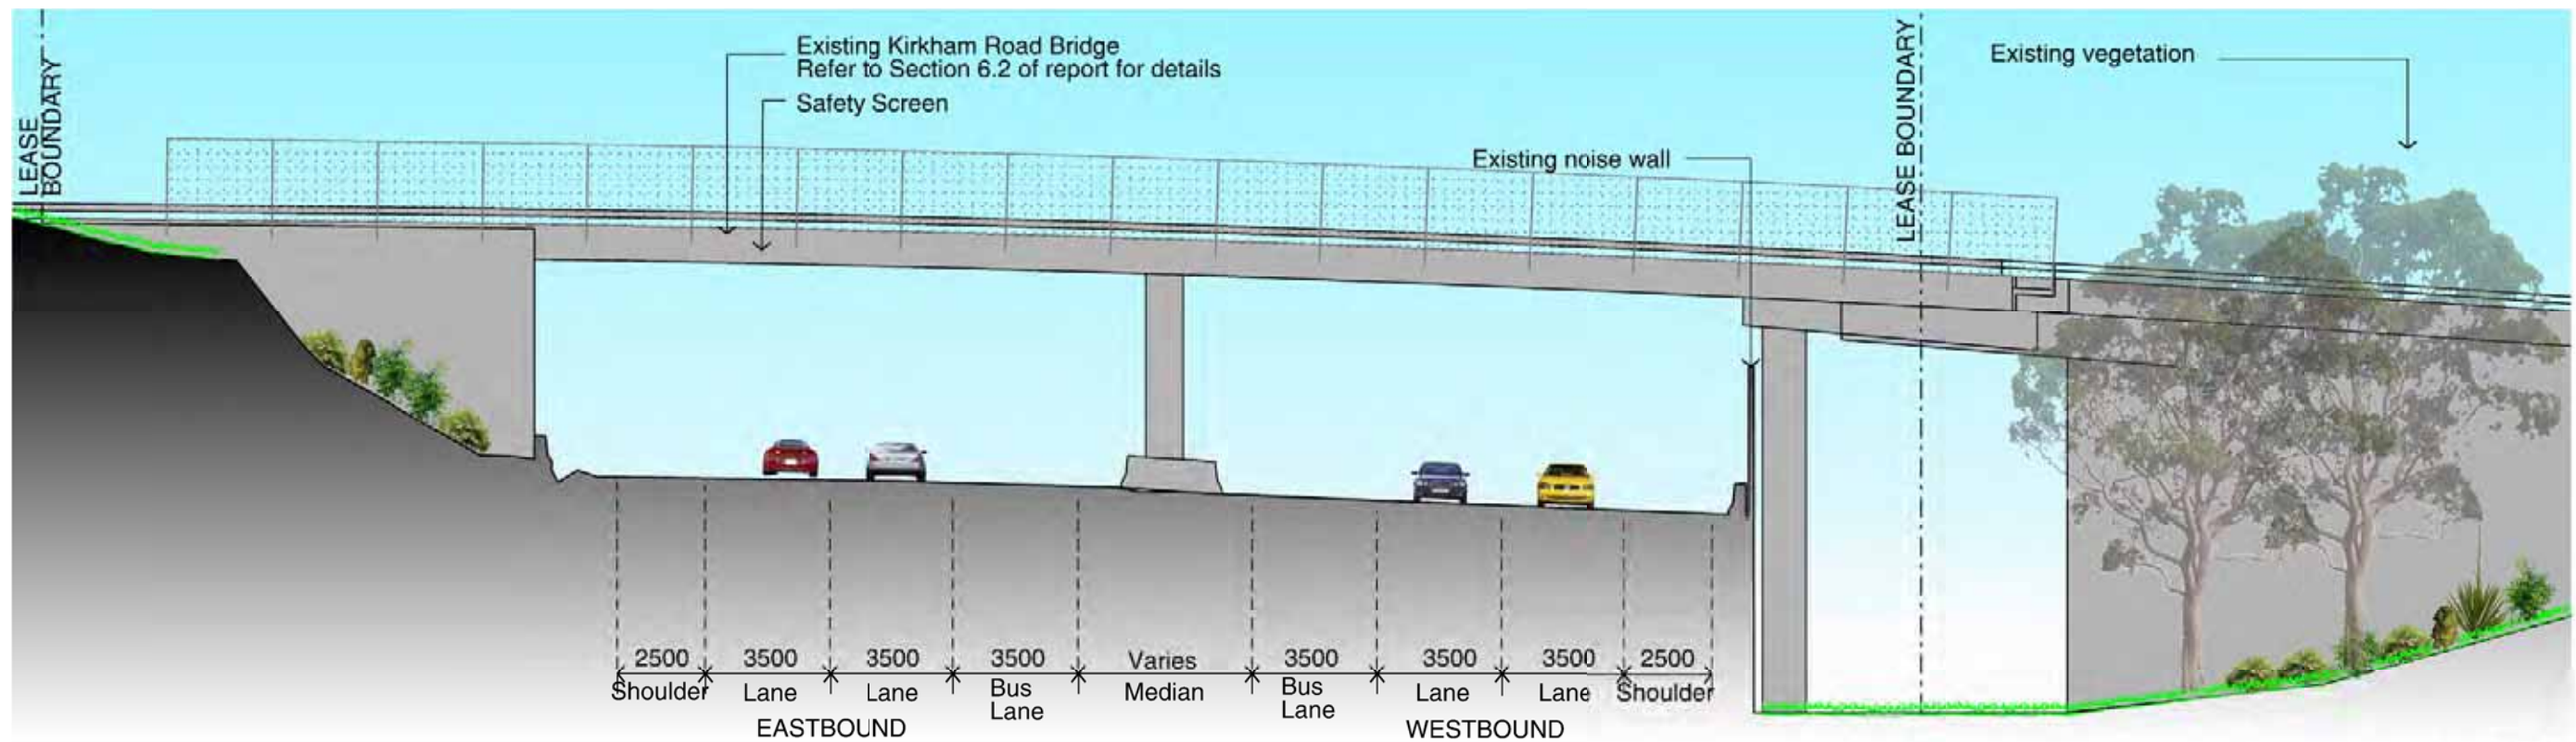 LEASE
BOUNDARY
Existing Kirkham Road Bridge
Refer to Section 6.2 of report for details
Safety Screen
Existing noise wall
LEASE BOUNDARY
Existing vegetation
2500
3500
3500
3500
Varies
3500
3500
3500
2500
Shoulder
Lane
Lane
Bus
Lane
Median
Bus
Lane
Lane
Lane
Shoulder
EASTBOUND
WESTBOUND